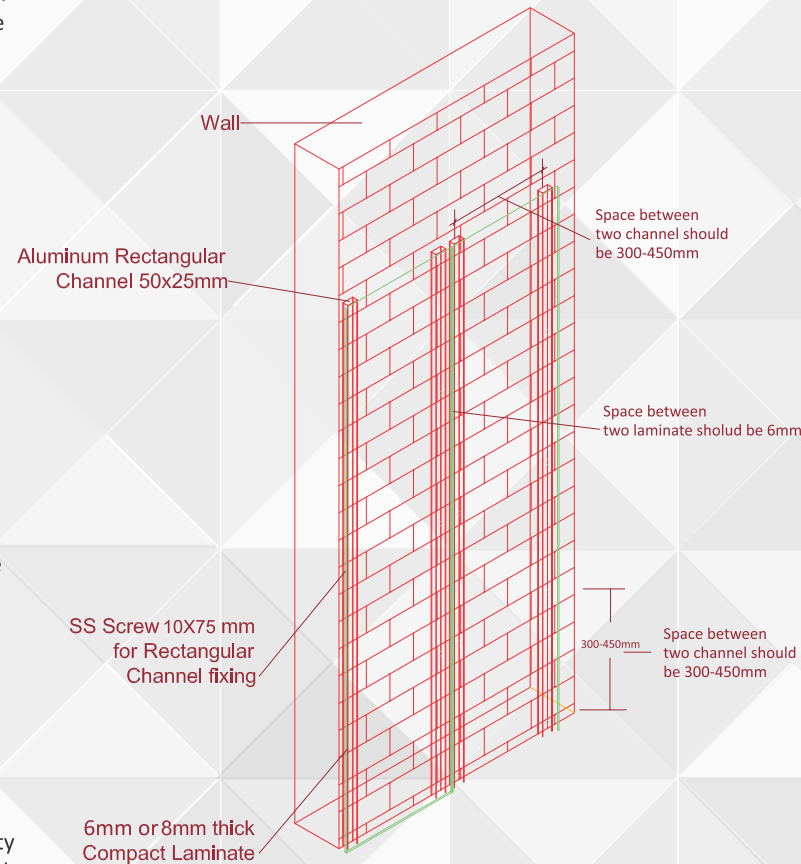 e
Wall
Aluminum Rectangular
Channel 50x25mm
Space between
two channel should
be 300-450mm
Space between
two laminate sholud be 6mm
SS Screw 10X75 mm
for Rectangular
Channel fixing
300-450mm
Space between
two channel should
be 300-450mm
6mm or 8mm thick
Compact Laminate
ty